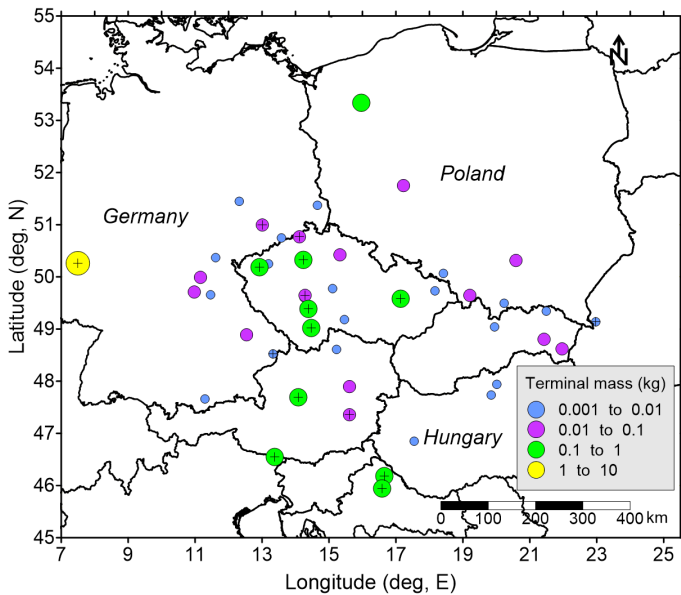 55
54
53
52
51
50
49
48
47
46
45
Latitude (deg, N)
N
Poland
Germany
Hungary
Terminal mass (kg)
0.001 to 0.01
0.01 to 0.1
0.1 to 1
1 to 10
0 100 200 300 400 km
7 9 11 13 15 17 19 21 23 25
Longitude (deg, E)